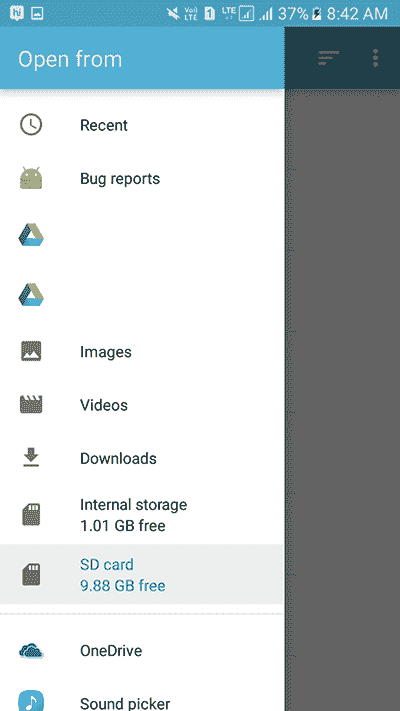 hi Vo)) LTE 1 LTE 37% 8:42 AM
Open from
Recent
Bug reports
Images
Videos
Downloads
Internal storage
1.01 GB free
SD card
9.88 GB free
OneDrive
Sound picker